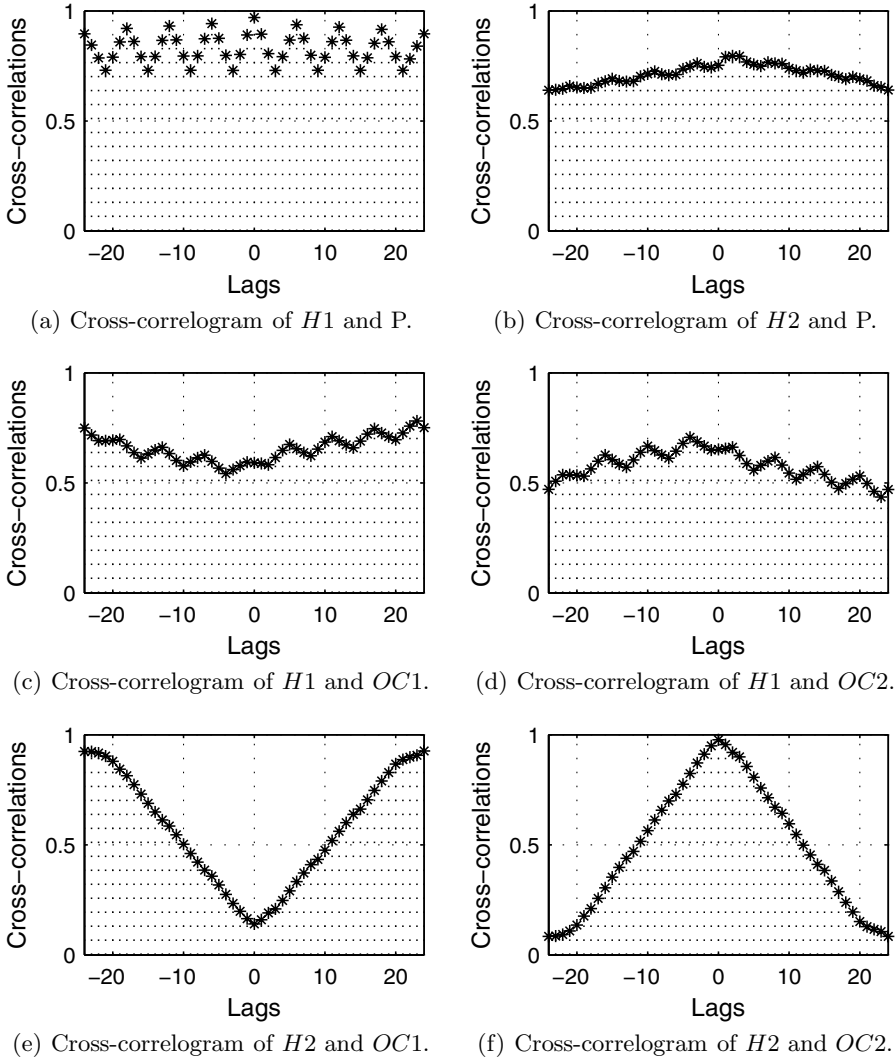 1
0.5
0
Cross−correlations
−20 −10 0 10 20
Lags
(a) Cross-correlogram of H1 and P.
1
0.5
0
Cross−correlations
−20 −10 0 10 20
Lags
(b) Cross-correlogram of H2 and P.
1
0.5
0
Cross−correlations
−20 −10 0 10 20
Lags
(c) Cross-correlogram of H1 and OC1.
1
0.5
0
Cross−correlations
−20 −10 0 10 20
Lags
(d) Cross-correlogram of H1 and OC2.
1
0.5
0
Cross−correlations
−20 −10 0 10 20
Lags
(e) Cross-correlogram of H2 and OC1.
1
0.5
0
Cross−correlations
−20 −10 0 10 20
Lags
(f) Cross-correlogram of H2 and OC2.